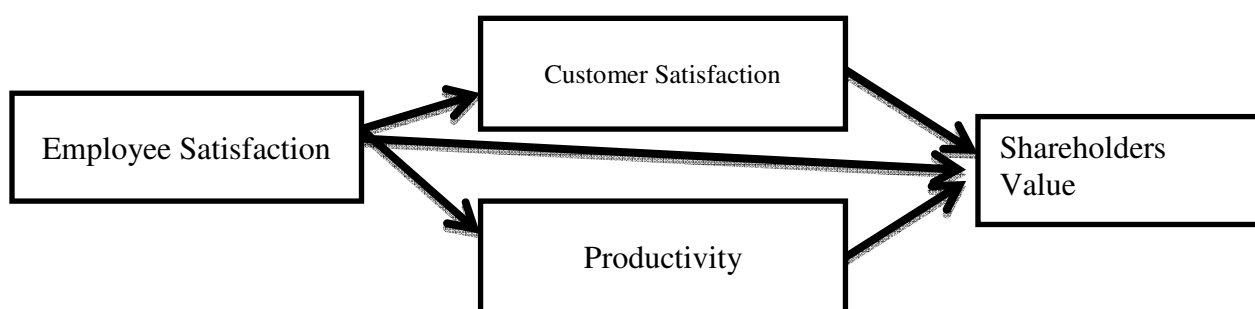 Customer Satisfaction
Employee Satisfaction
Shareholders
Value
Productivity